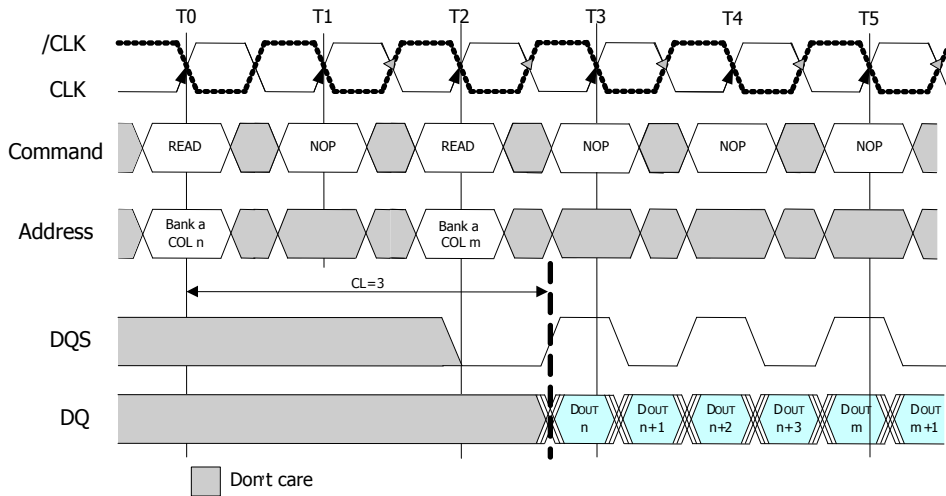 T0 T1 T2 T3 T4 T5
/CLK
CLK
Command READ NOP READ NOP NOP NOP
Address Bank a COL n Bank a COL m
CL=3
DQS
DQ DOUT n DOUT n+1 DOUT n+2 DOUT n+3 DOUT m DOUT m+1
Don't care